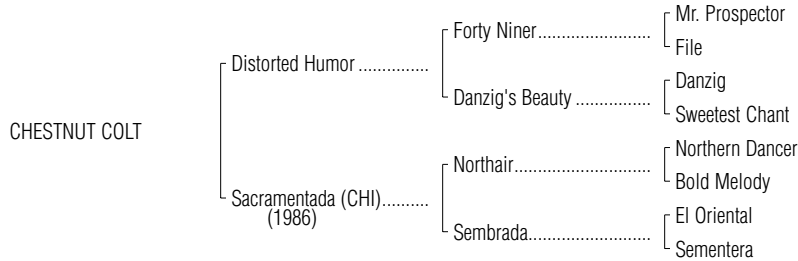 Mr. Prospector
Forty Niner.......................
File
Distorted Humor ...............
Danzig
Danzig's Beauty ................
Sweetest Chant
CHESTNUT COLT
Northern Dancer
Northair............................
Bold Melody
Sacramentada (CHI)..........
(1986)
El Oriental
Sembrada.........................
Sementera